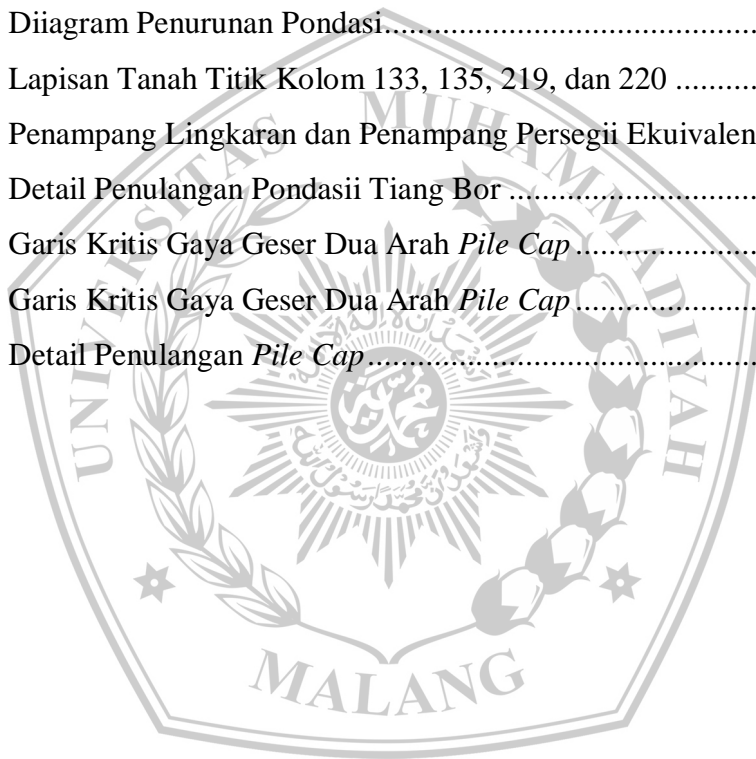 Diiagram Penurunan Pondasi..........................................
Lapisan Tanah Titik Kolom 133, 135, 219, dan 220 ..........
Penampang Lingkaran dan Penampang Persegii Ekuivalen
Detail Penulangan Pondasii Tiang Bor ..............................
Garis Kritis Gaya Geser Dua Arah Pile Cap ......................
Garis Kritis Gaya Geser Dua Arah Pile Cap ......................
Detail Penulangan Pile Cap ...............................................
UNIVERSITAS MUHAMMADIYAH
MALANG